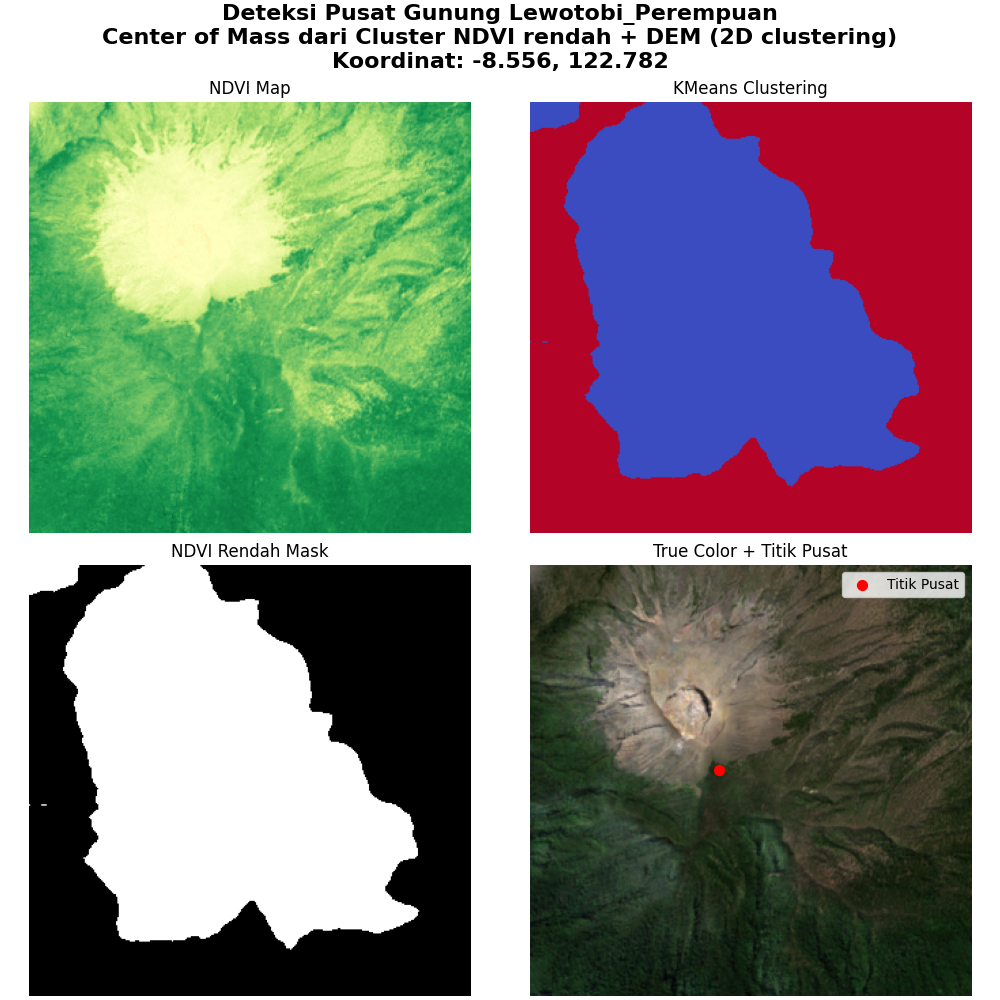 Deteksi Pusat Gunung Lewotobi_Perempuan
Center of Mass dari Cluster NDVI rendah + DEM (2D clustering)
Koordinat: -8.556, 122.782
NDVI Map
KMeans Clustering
NDVI Rendah Mask
True Color + Titik Pusat
Titik Pusat